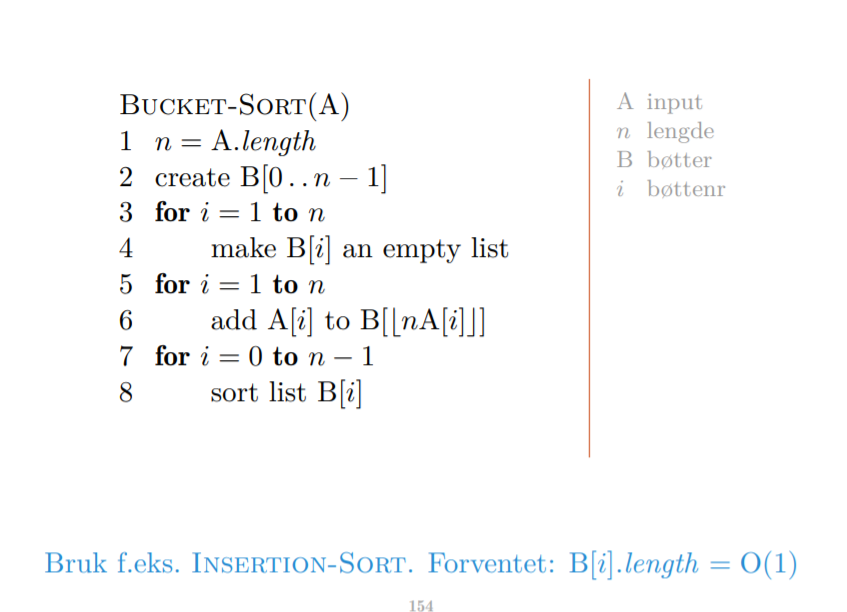 BUCKET-SORT(A)
1 n = A.length
2 create B[0 . . n − 1]
3 for i = 1 to n
4 make B[i] an empty list
5 for i = 1 to n
6 add A[i] to B[⌊nA[i]⌋]
7 for i = 0 to n − 1
8 sort list B[i]
A input
n lengde
B bøtter
i bøttenr
Bruk f.eks. INSERTION-SORT. Forventet: B[i].length = O(1)
154